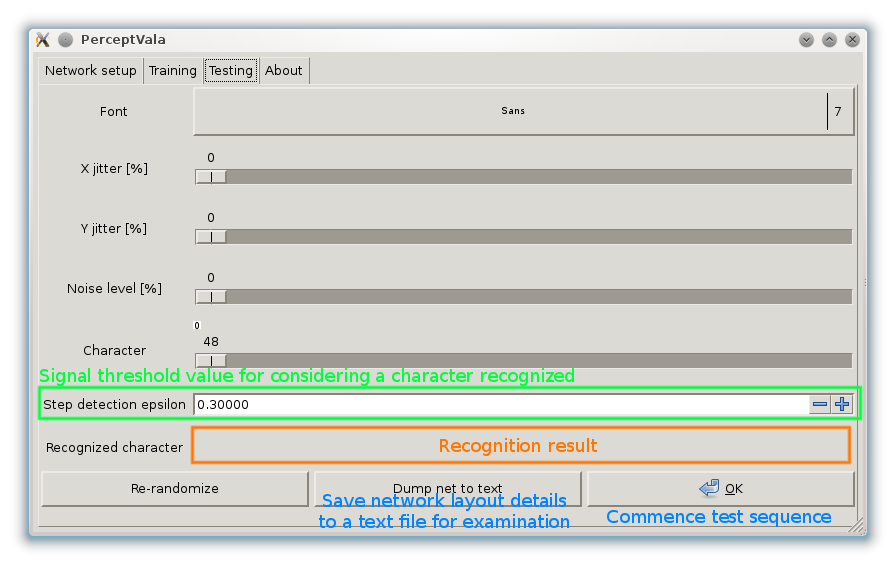 PerceptVala
Network setup Training Testing About
Font Sans 7
0
X jitter [%]
0
Y jitter [%]
0
Noise level [%]
0
48
Character
Signal threshold value for considering a character recognized
Step detection epsilon 0.30000
Recognized character Recognition result
Re-randomize Dump net to text OK
Save network layout details
to a text file for examination
Commence test sequence